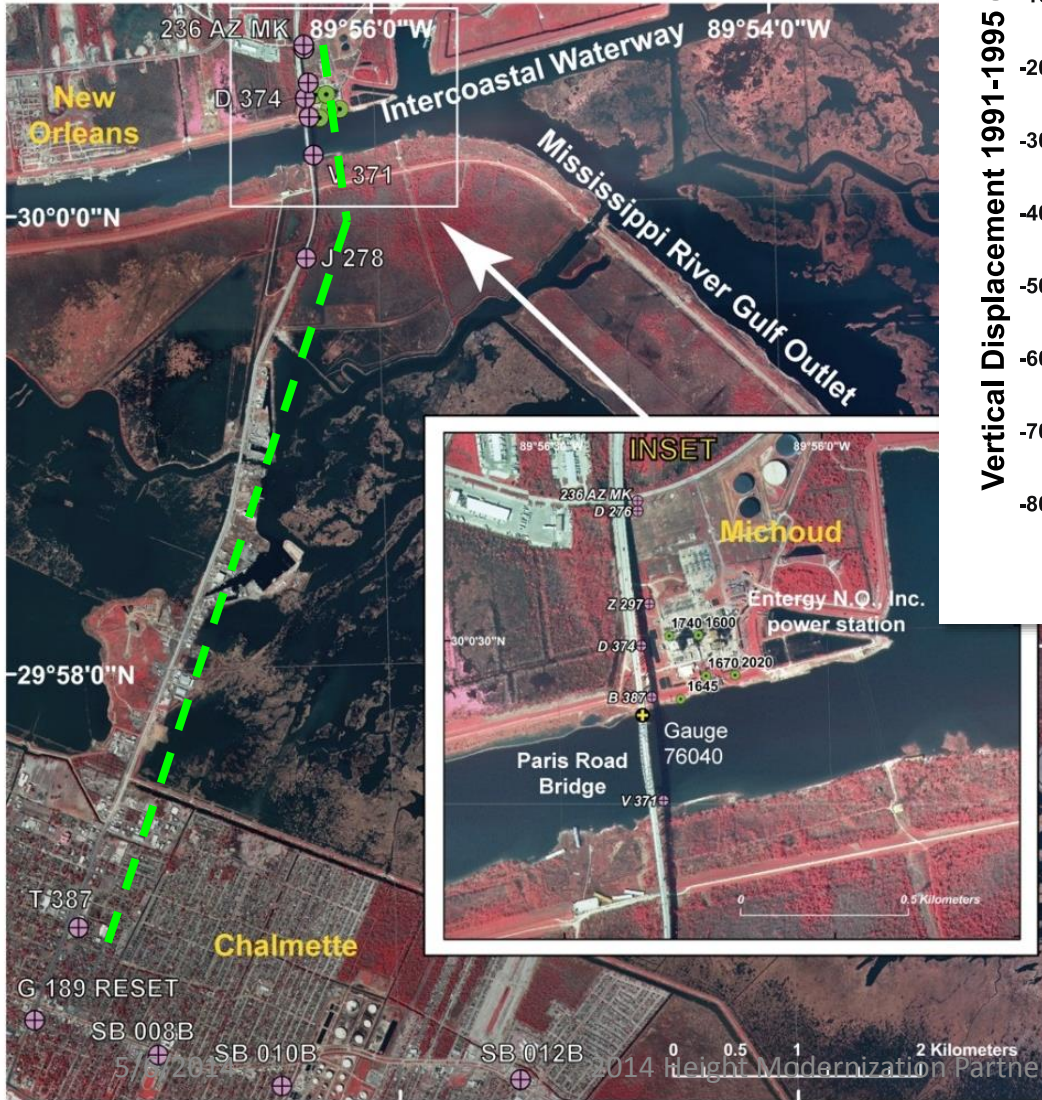 236 AZ MK
89°56'0"W
89°54'0"W
New
Orleans
D 374
Intercoastal Waterway
V 371
Mississippi River Gulf Outlet
30°0'0"N
J 278
29°58'0"N
T 387
Chalmette
G 189 RESET
SB 008B
SB 010B
SB 012B
0 0.5 1 2 Kilometers
2014 Height Modernization Partne
INSET
89°56'0"W
236 AZ MK
D 276
Michoud
Z 297
Entergy N.O., Inc.
power station
1740 1600
30°0'30"N
D 374
1670 2020
1645
B 387
Gauge
76040
Paris Road
Bridge
V 371
0 0.5 Kilometers
Vertical Displacement 1991-1995
-20
-30
-40
-50
-60
-70
-80